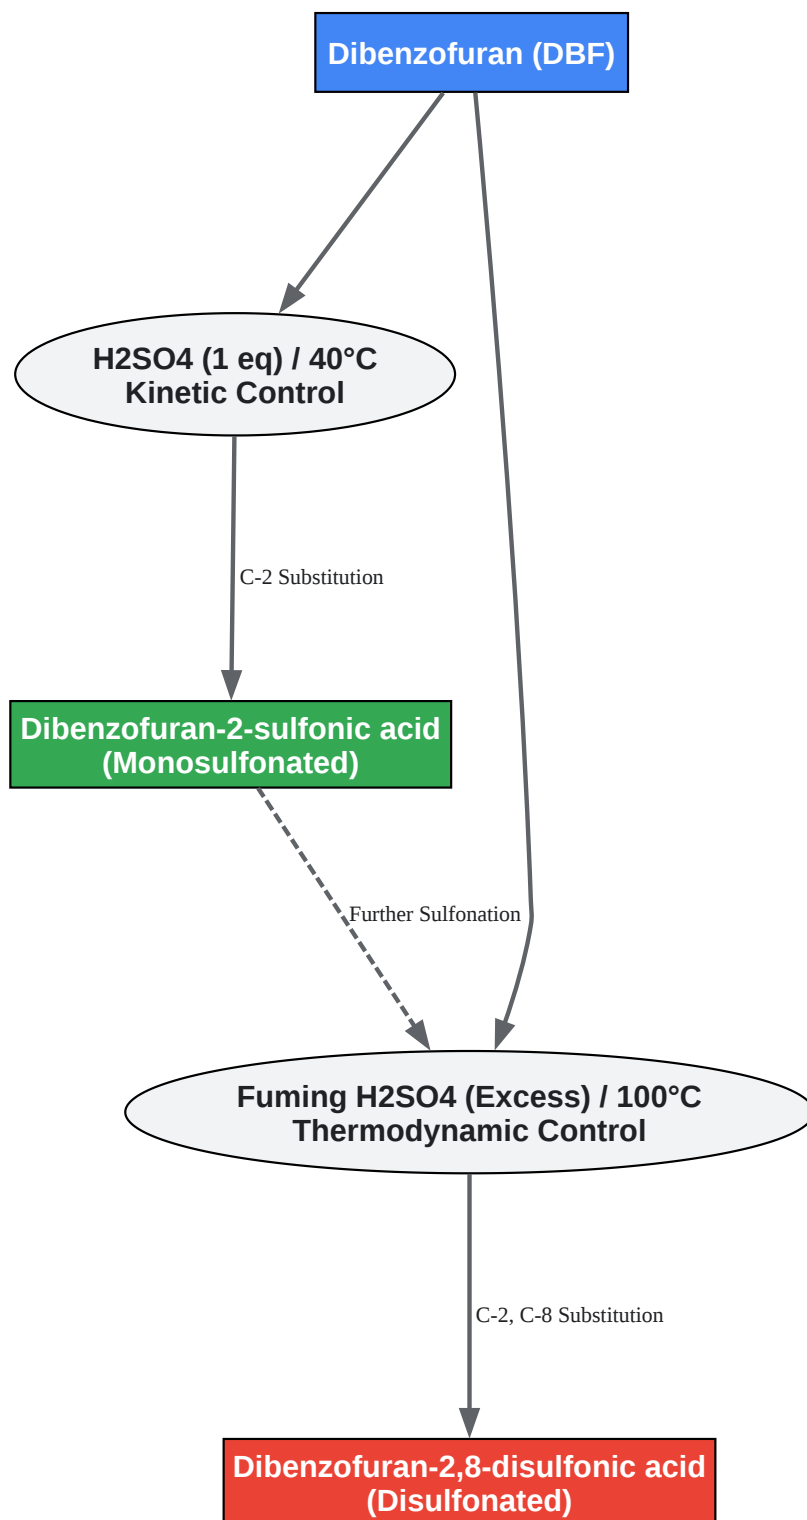 Dibenzofuran (DBF)
H2SO4 (1 eq) / 40°C
Kinetic Control
C-2 Substitution
Dibenzofuran-2-sulfonic acid
(Monosulfonated)
Further Sulfonation
Fuming H2SO4 (Excess) / 100°C
Thermodynamic Control
C-2, C-8 Substitution
Dibenzofuran-2,8-disulfonic acid
(Disulfonated)